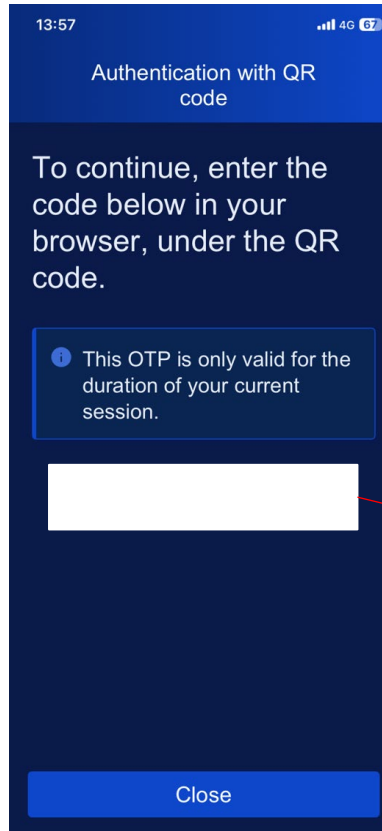 13:57
4G 67
Authentication with QR
code
To continue, enter the
code below in your
browser, under the QR
code.
This OTP is only valid for the
duration of your current
session.
Close